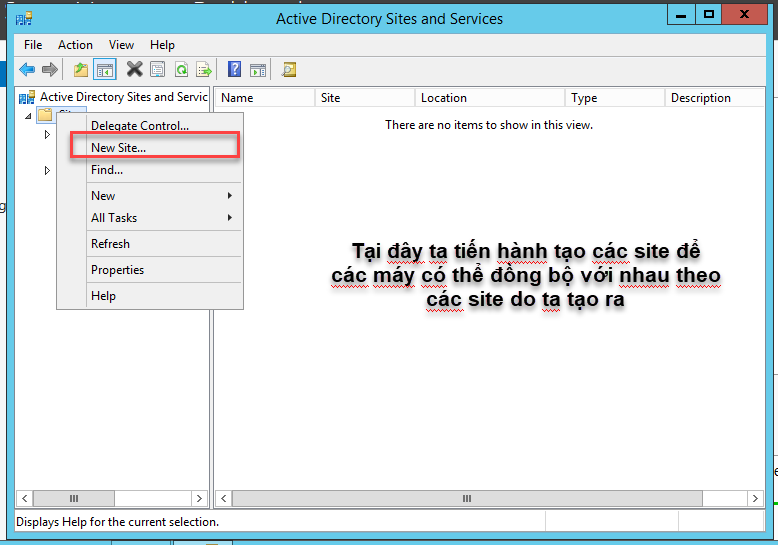 Active Directory Sites and Services
File Action View Help
Active Directory Sites and Servic
Name Site Location Type Description
There are no items to show in this view.
Delegate Control...
New Site...
Find...
New
All Tasks
Refresh
Properties
Help
Tại đây ta tiến hành tạo các site để
các máy có thể đồng bộ với nhau theo
các site do ta tạo ra
Displays Help for the current selection.